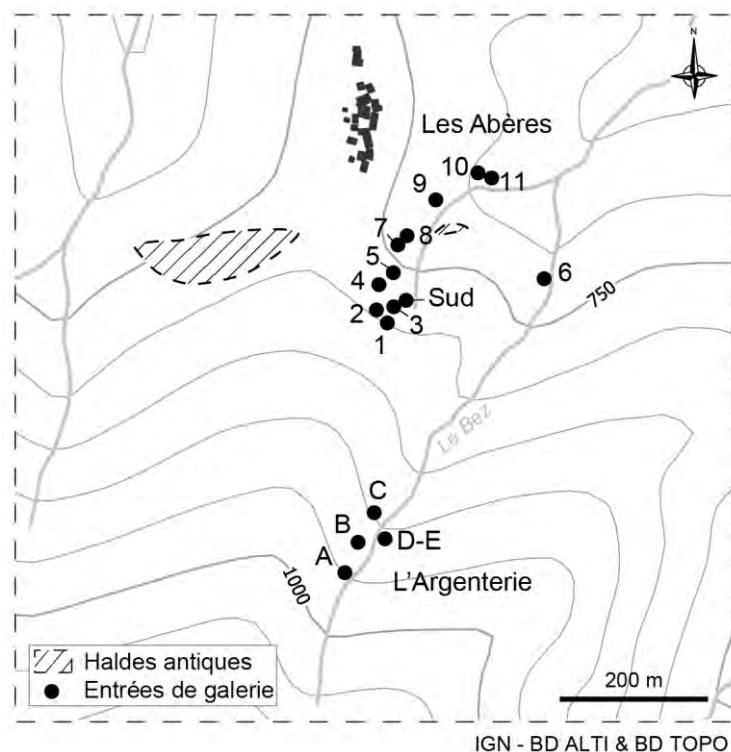 N
Les Abères
10
11
9
7
8
5
4
6
Sud
750
2
3
1
Le Bez
C
B
D-E
A
L'Argenterie
1000
Haldes antiques
Entrées de galerie
200 m
IGN - BD ALTI & BD TOPO